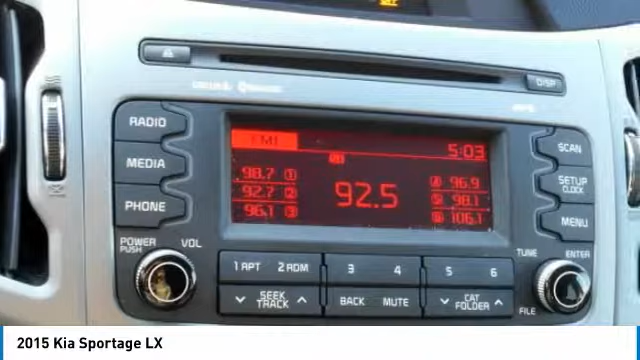 DISP
RADIO
MEDIA
PHONE
FM1
5:03
98.7 1
92.7 2
96.1 3
92.5
4 96.9
5 98.1
6 106.1
SCAN
SETUP
CLOCK
MENU
POWER
PUSH
VOL
1 RPT 2 RDM 3 4 5 6
SEEK
TRACK
BACK MUTE
CAT
FOLDER
TUNE
ENTER
FILE
2015 Kia Sportage LX